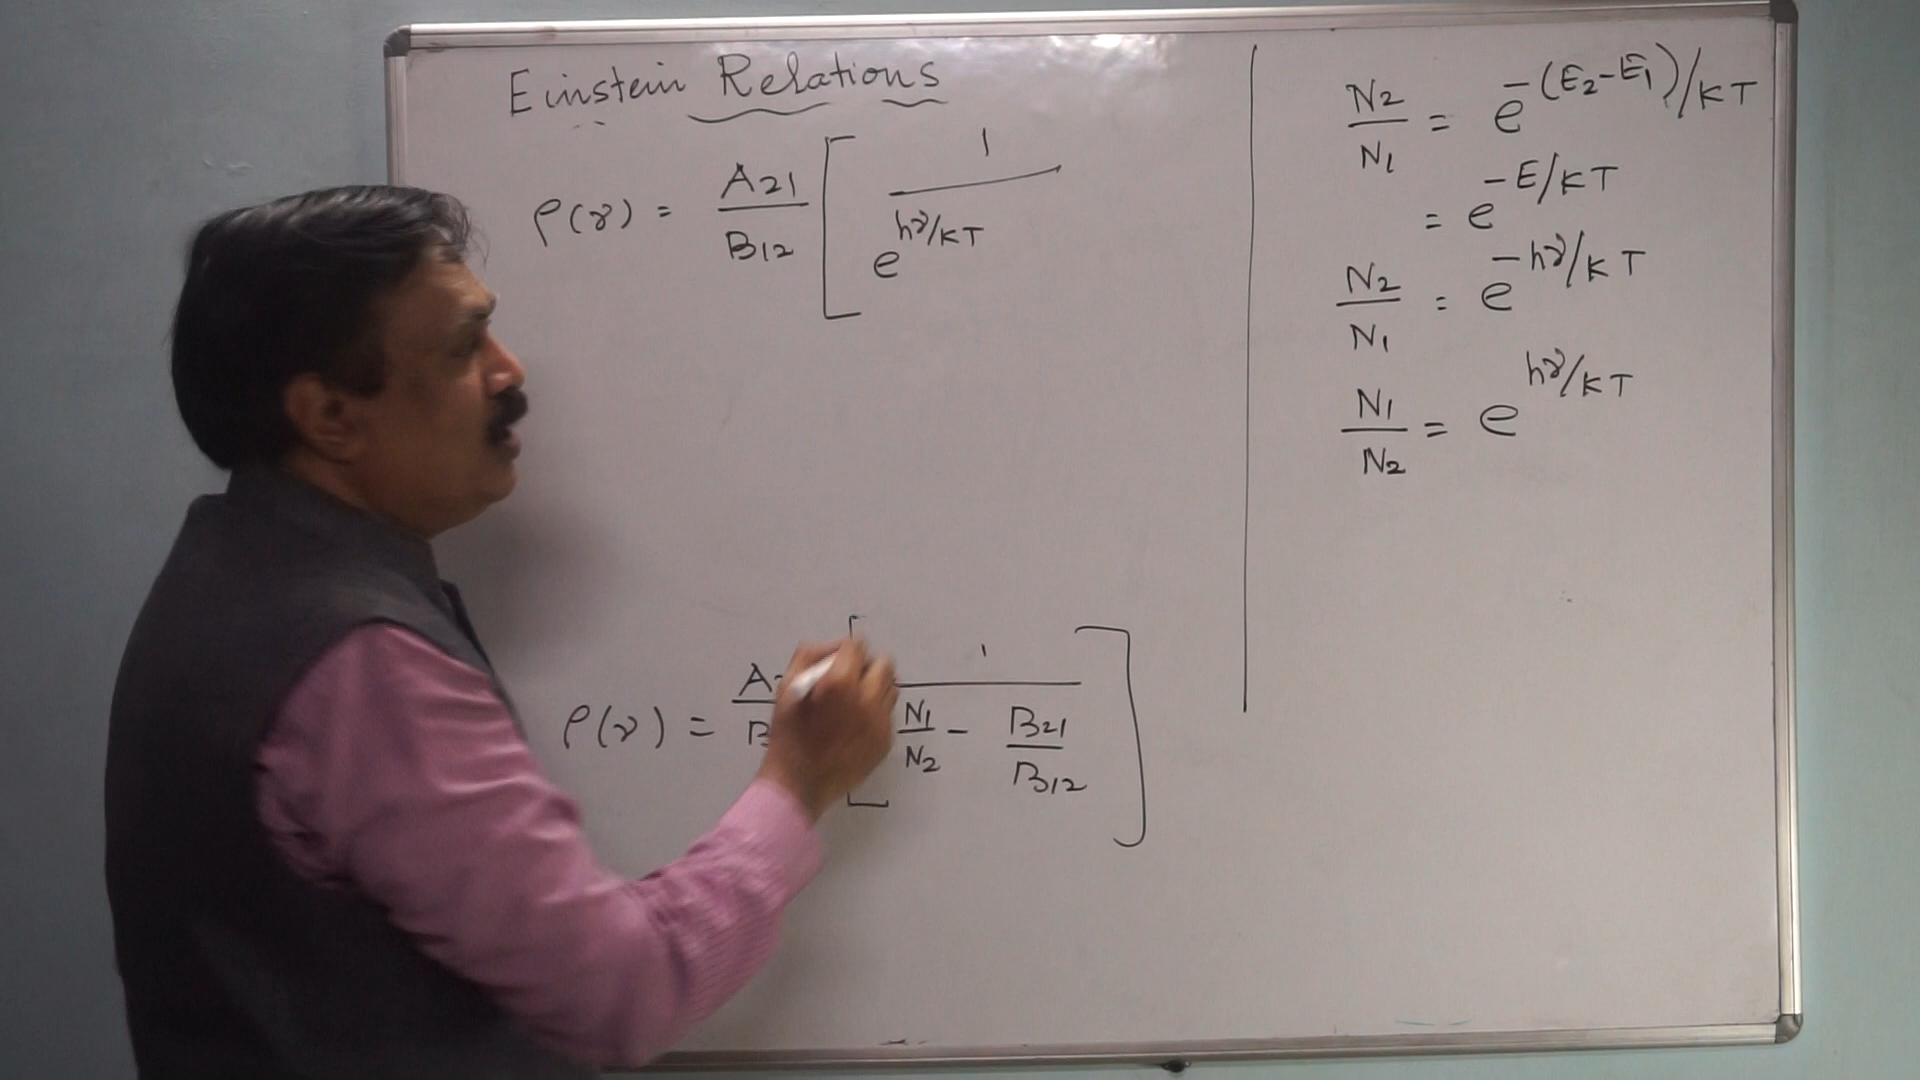 Einstein Relations
ρ(ν) = A21/B12 [ 1/e^hν/KT
ρ(ν) = A2/B [ 1/N1/N2 - B21/B12 ]
N2/N1 = e^-(E2-E1)/KT
= e^-E/KT
N2/N1 = e^-hν/KT
N1/N2 = e^hν/KT